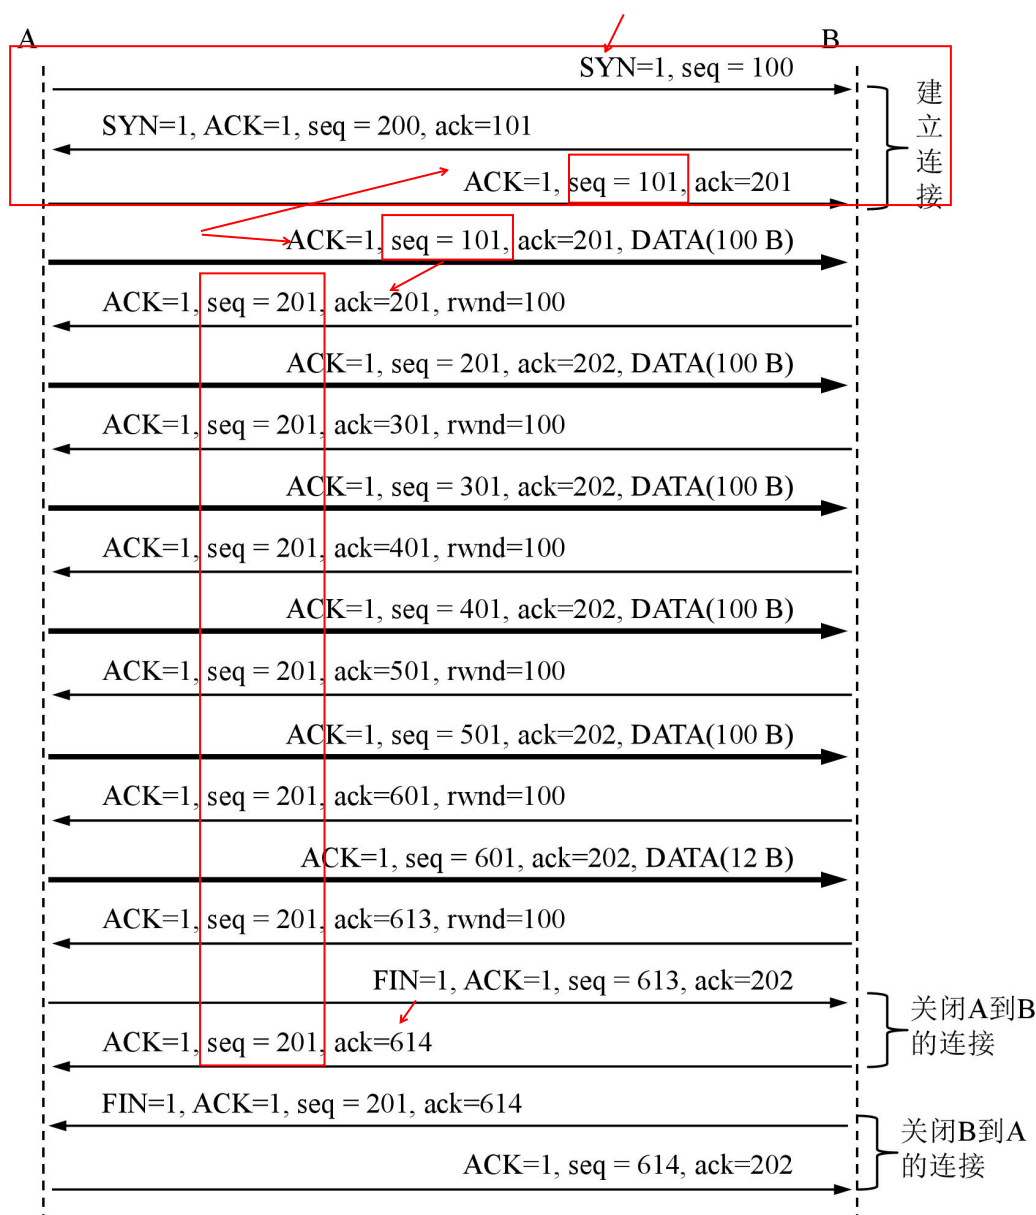 A
B
SYN=1, seq = 100
SYN=1, ACK=1, seq = 200, ack=101
ACK=1, seq = 101, ack=201
建立连接
ACK=1, seq = 101, ack=201, DATA(100 B)
ACK=1, seq = 201, ack=201, rwnd=100
ACK=1, seq = 201, ack=202, DATA(100 B)
ACK=1, seq = 201, ack=301, rwnd=100
ACK=1, seq = 301, ack=202, DATA(100 B)
ACK=1, seq = 201, ack=401, rwnd=100
ACK=1, seq = 401, ack=202, DATA(100 B)
ACK=1, seq = 201, ack=501, rwnd=100
ACK=1, seq = 501, ack=202, DATA(100 B)
ACK=1, seq = 201, ack=601, rwnd=100
ACK=1, seq = 601, ack=202, DATA(12 B)
ACK=1, seq = 201, ack=613, rwnd=100
FIN=1, ACK=1, seq = 613, ack=202
ACK=1, seq = 201, ack=614
关闭A到B
的连接
FIN=1, ACK=1, seq = 201, ack=614
ACK=1, seq = 614, ack=202
关闭B到A
的连接